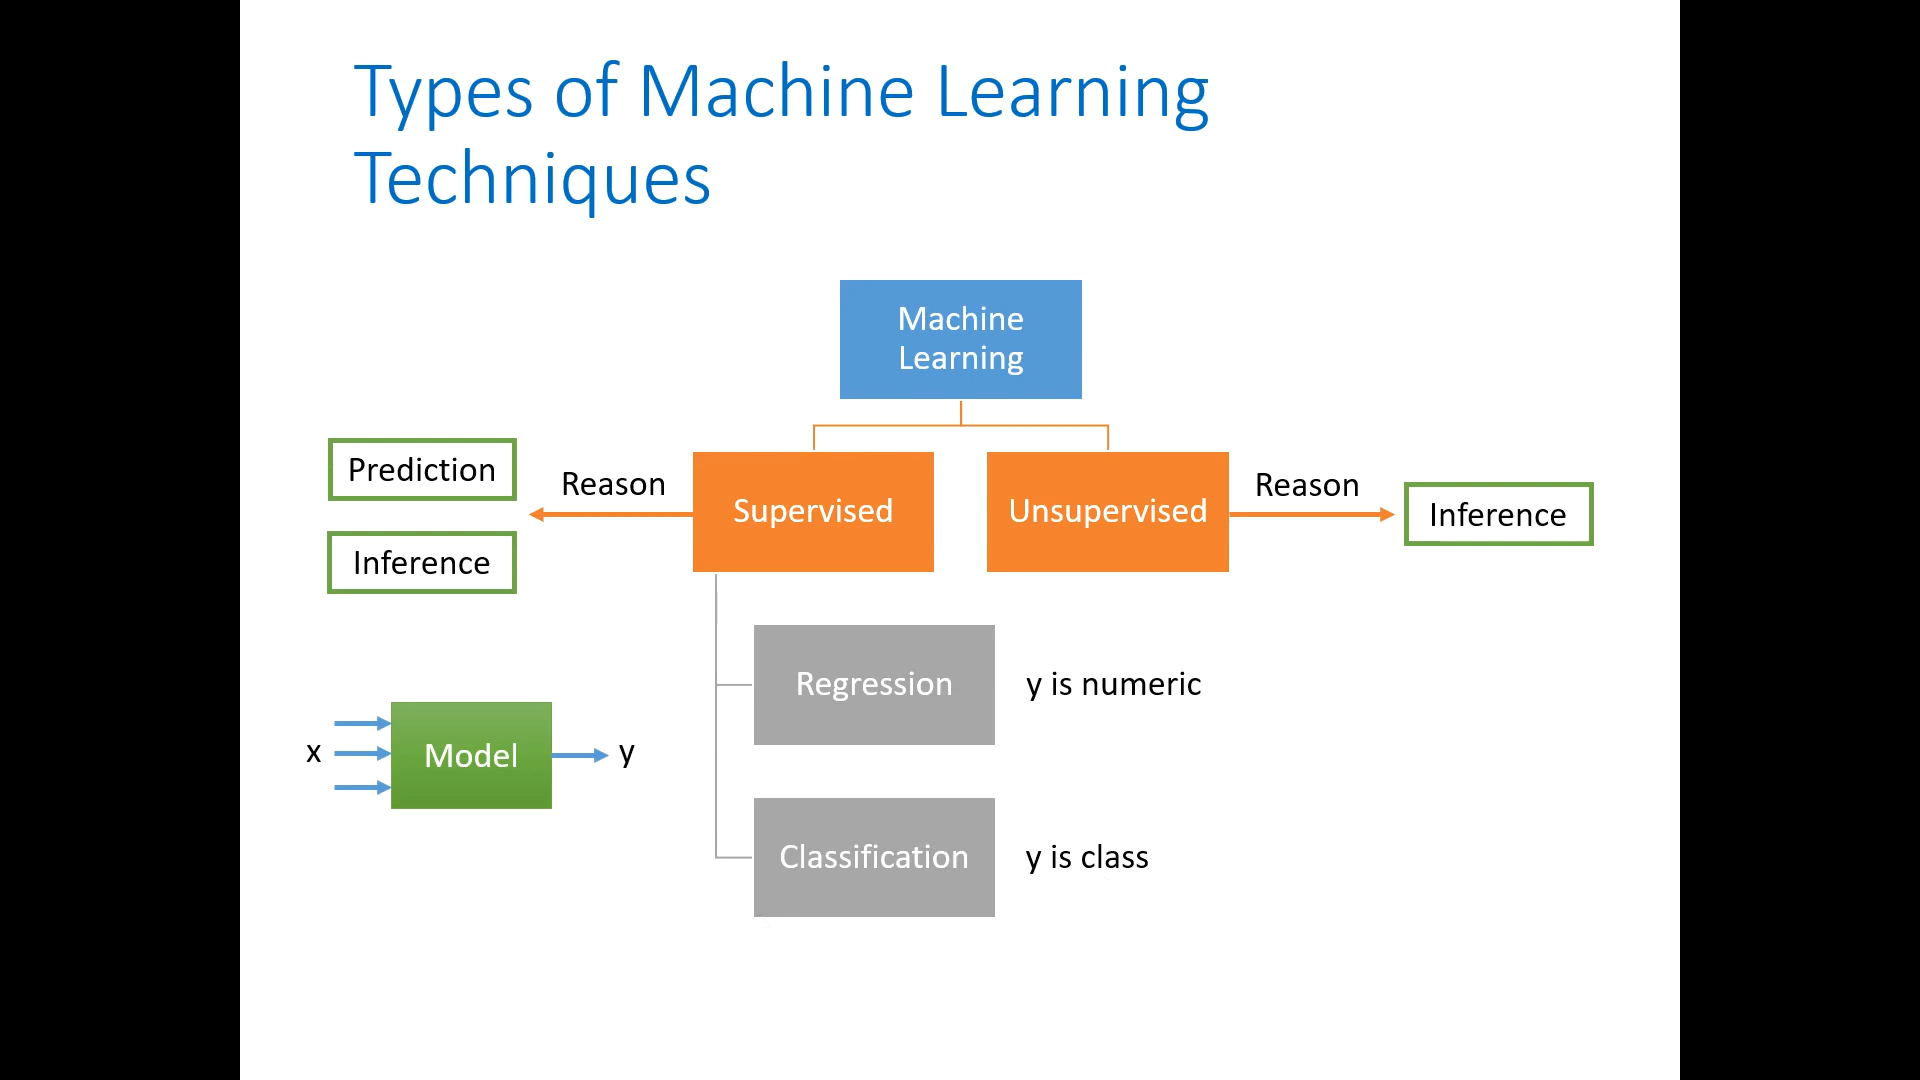 Types of Machine Learning
Techniques
Machine
Learning
Prediction
Inference
Reason
Supervised
Unsupervised
Reason
Inference
Regression
y is numeric
x
Model
y
Classification
y is class